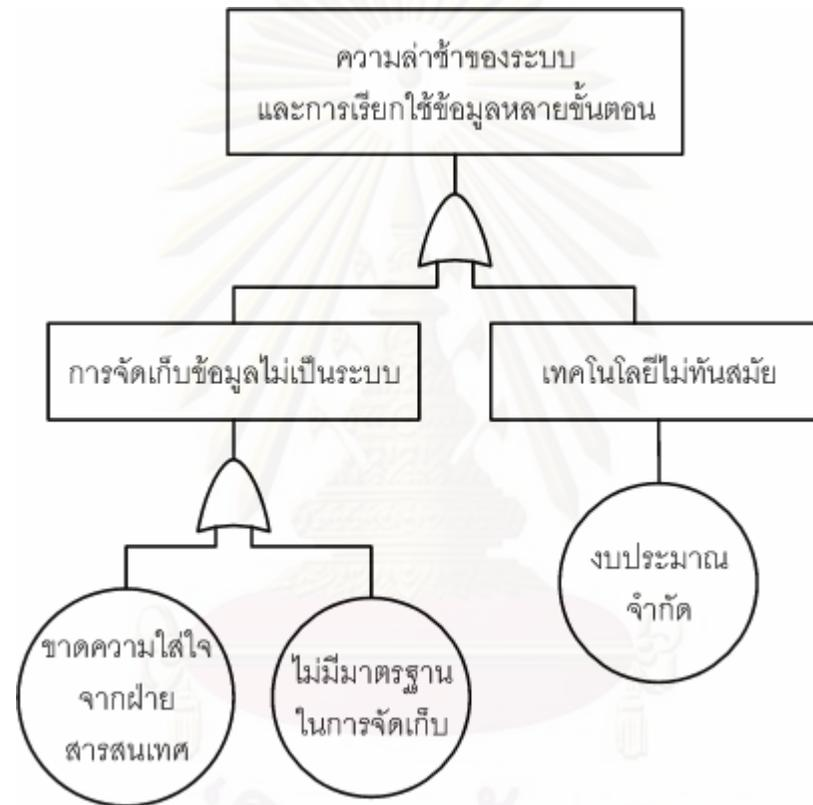 ความล่าช้าของระบบ
และการเรียกใช้ข้อมูลหลายขั้นตอน
การจัดเก็บข้อมูลไม่เป็นระบบ
เทคโนโลยีไม่ทันสมัย
งบประมาณ
จำกัด
ขาดความใส่ใจ
จากฝ่าย
สารสนเทศ
ไม่มีมาตรฐาน
ในการจัดเก็บ